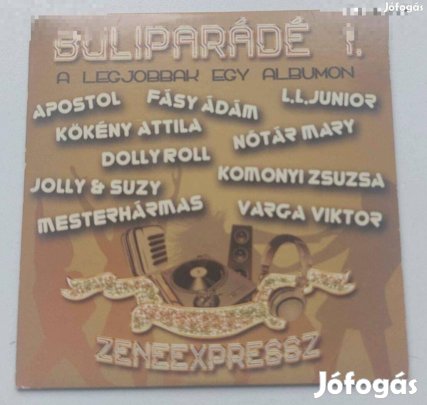 Jófogás
BULIPARÁDÉ 1.
A LEGJOBBAK EGY ALBUMON
APOSTOL FÁSY ÁDÁM L.L.JUNIOR
KÖKÉNY ATTILA NÓTÁR MARY
DOLLY ROLL
JOLLY & SUZY KOMONYI ZSUZSA
MESTERHÁRMAS VARGA VIKTOR
ZENEEXPRESSZ
Jófogás